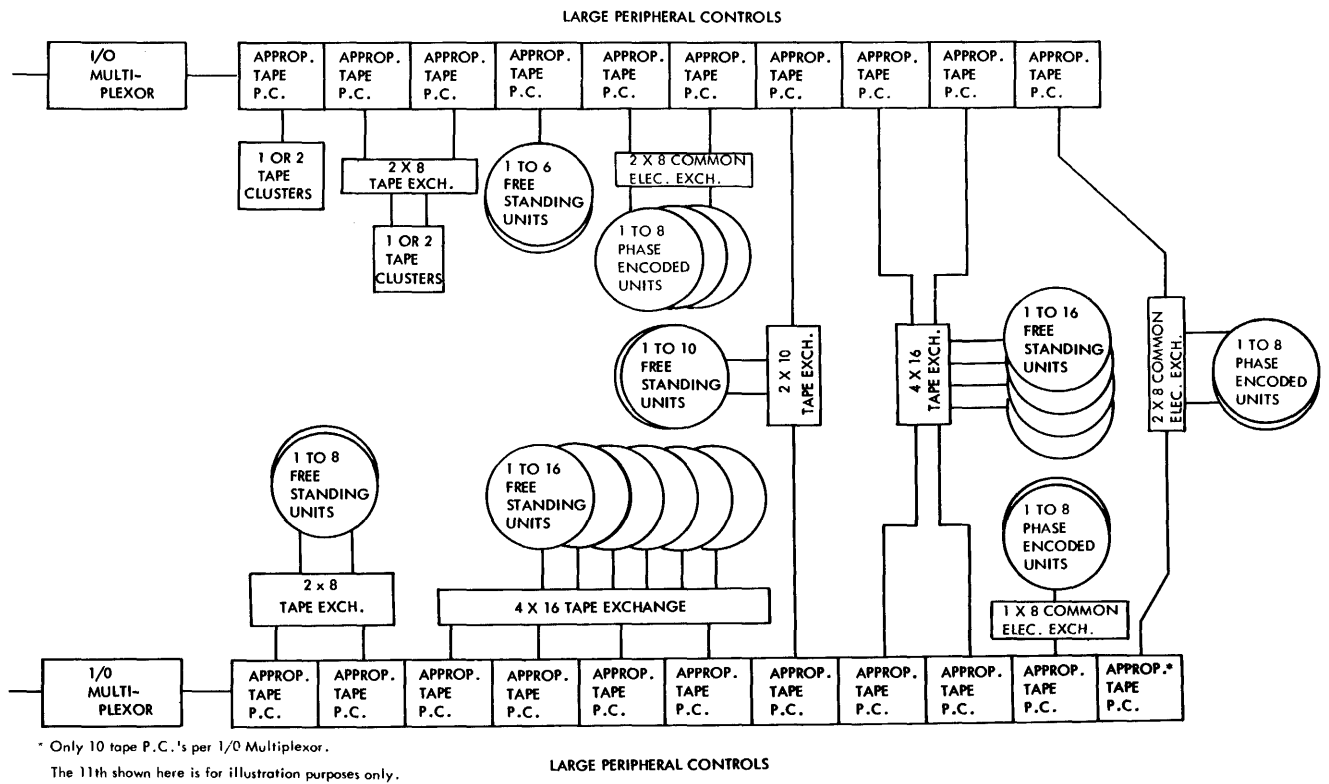 LARGE PERIPHERAL CONTROLS
I/O
MULTI-
PLEXOR
APPROP.
TAPE
P.C.
APPROP.
TAPE
P.C.
APPROP.
TAPE
P.C.
APPROP.
TAPE
P.C.
APPROP.
TAPE
P.C.
APPROP.
TAPE
P.C.
APPROP.
TAPE
P.C.
APPROP.
TAPE
P.C.
APPROP.
TAPE
P.C.
APPROP.
TAPE
P.C.
1 OR 2
TAPE
CLUSTERS
2 X 8
TAPE EXCH.
1 OR 2
TAPE
CLUSTERS
1 TO 6
FREE
STANDING
UNITS
2 X 8 COMMON
ELEC. EXCH.
1 TO 8
PHASE
ENCODED
UNITS
1 TO 10
FREE
STANDING
UNITS
2 X 10
TAPE EXCH.
4 X 16
TAPE EXCH.
1 TO 16
FREE
STANDING
UNITS
2 X 8 COMMON
ELEC. EXCH.
1 TO 8
PHASE
ENCODED
UNITS
1 TO 8
FREE
STANDING
UNITS
1 TO 16
FREE
STANDING
UNITS
1 TO 8
PHASE
ENCODED
UNITS
2 x 8
TAPE EXCH.
4 X 16 TAPE EXCHANGE
1 X 8 COMMON
ELEC. EXCH.
1/0
MULTI-
PLEXOR
APPROP.
TAPE
P.C.
APPROP.
TAPE
P.C.
APPROP.
TAPE
P.C.
APPROP.
TAPE
P.C.
APPROP.
TAPE
P.C.
APPROP.
TAPE
P.C.
APPROP.
TAPE
P.C.
APPROP.
TAPE
P.C.
APPROP.
TAPE
P.C.
APPROP.
TAPE
P.C.
APPROP.*
TAPE
P.C.
* Only 10 tape P.C.'s per 1/0 Multiplexor.
The 11th shown here is for illustration purposes only.
LARGE PERIPHERAL CONTROLS